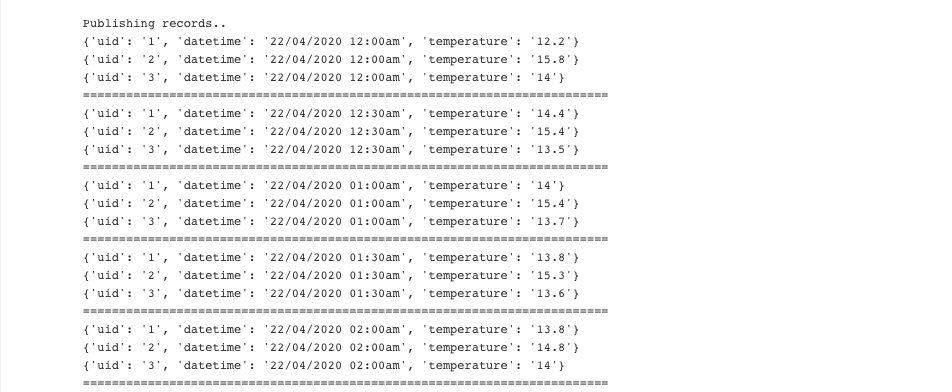 Publishing records..
{'uid': '1', 'datetime': '22/04/2020 12:00am', 'temperature': '12.2'}
{'uid': '2', 'datetime': '22/04/2020 12:00am', 'temperature': '15.8'}
{'uid': '3', 'datetime': '22/04/2020 12:00am', 'temperature': '14'}
=========================================================================
{'uid': '1', 'datetime': '22/04/2020 12:30am', 'temperature': '14.4'}
{'uid': '2', 'datetime': '22/04/2020 12:30am', 'temperature': '15.4'}
{'uid': '3', 'datetime': '22/04/2020 12:30am', 'temperature': '13.5'}
=========================================================================
{'uid': '1', 'datetime': '22/04/2020 01:00am', 'temperature': '14'}
{'uid': '2', 'datetime': '22/04/2020 01:00am', 'temperature': '15.4'}
{'uid': '3', 'datetime': '22/04/2020 01:00am', 'temperature': '13.7'}
=========================================================================
{'uid': '1', 'datetime': '22/04/2020 01:30am', 'temperature': '13.8'}
{'uid': '2', 'datetime': '22/04/2020 01:30am', 'temperature': '15.3'}
{'uid': '3', 'datetime': '22/04/2020 01:30am', 'temperature': '13.6'}
=========================================================================
{'uid': '1', 'datetime': '22/04/2020 02:00am', 'temperature': '13.8'}
{'uid': '2', 'datetime': '22/04/2020 02:00am', 'temperature': '14.8'}
{'uid': '3', 'datetime': '22/04/2020 02:00am', 'temperature': '14'}
=========================================================================